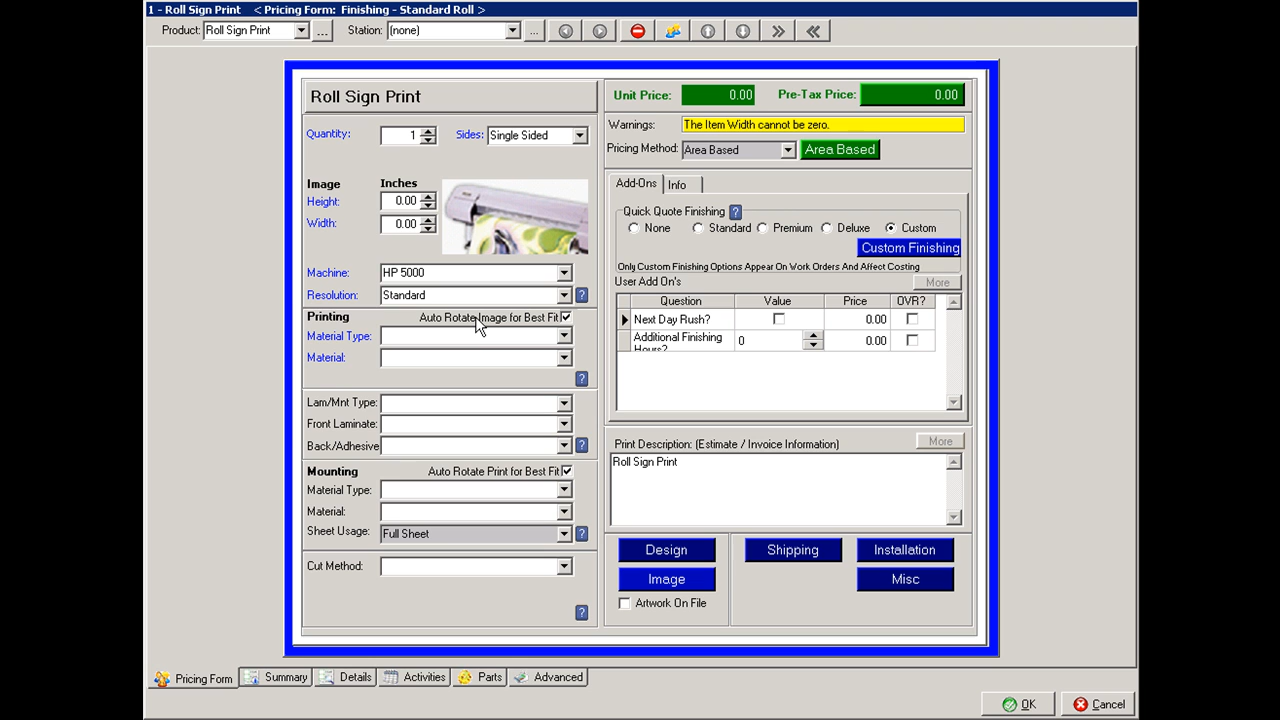 1 - Roll Sign Print < Pricing Form: Finishing - Standard Roll >
Product: Roll Sign Print ... Station: (none) ...
Roll Sign Print
Quantity: 1 Sides: Single Sided
Image Inches
Height: 0.00
Width: 0.00
Machine: HP 5000
Resolution: Standard ?
Printing Auto Rotate Image for Best Fit
Material Type:
Material:
?
Lam/Mnt Type:
Front Laminate:
Back/Adhesive ?
Mounting Auto Rotate Print for Best Fit
Material Type:
Material:
Sheet Usage: Full Sheet ?
Cut Method:
?
Unit Price: 0.00 Pre-Tax Price: 0.00
Warnings: The Item Width cannot be zero.
Pricing Method: Area Based Area Based
Add-Ons Info
Quick Quote Finishing ?
None Standard Premium Deluxe Custom
Custom Finishing
Only Custom Finishing Options Appear On Work Orders And Affect Costing
User Add On's More
Question Value Price OVR?
Next Day Rush? 0.00
Additional Finishing 0 0.00
Hours?
Print Description: (Estimate / Invoice Information) More
Roll Sign Print
Design Shipping Installation
Image Misc
Artwork On File
Pricing Form Summary Details Activities Parts Advanced
OK Cancel